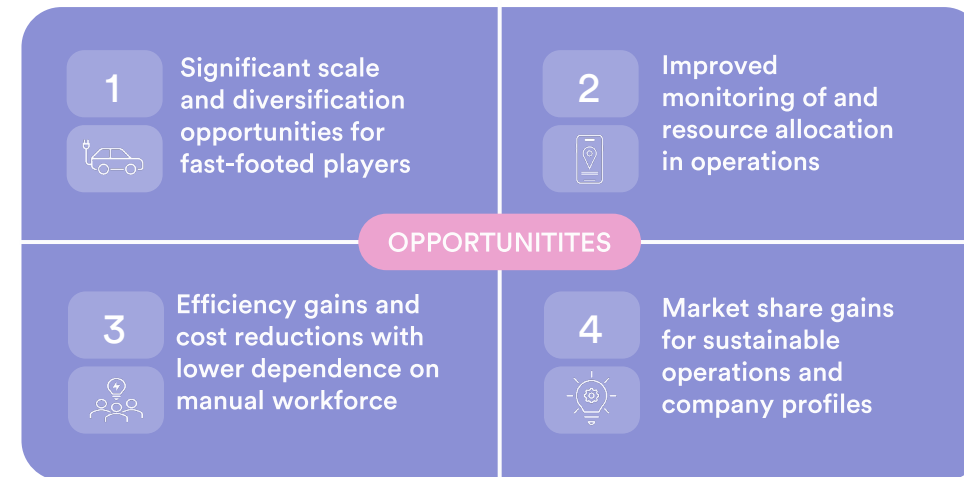 1
Significant scale
and diversification
opportunities for
fast-footed players
2
Improved
monitoring of and
resource allocation
in operations
OPPORTUNITITES
3
Efficiency gains and
cost reductions with
lower dependence on
manual workforce
4
Market share gains
for sustainable
operations and
company profiles